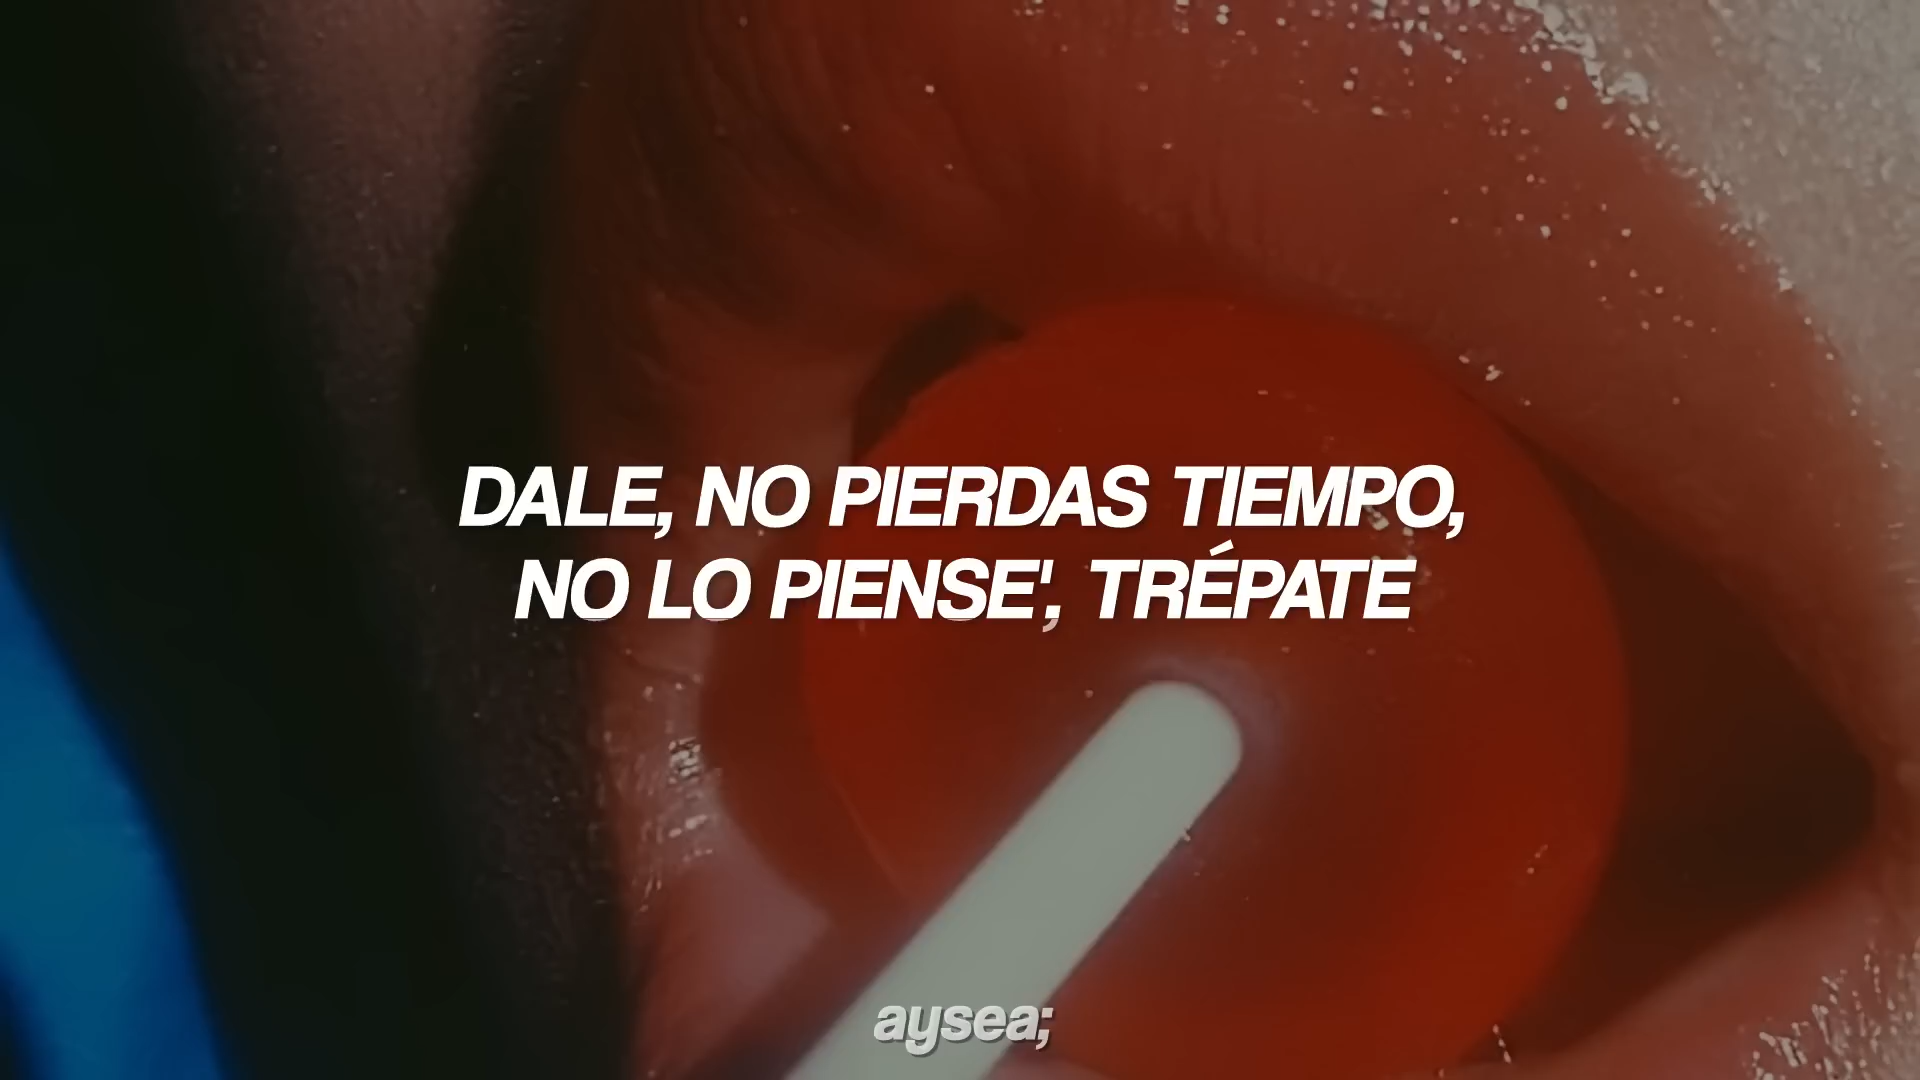 DALE, NO PIERDAS TIEMPO,
NO LO PIENSE', TRÉPATE
aysea;